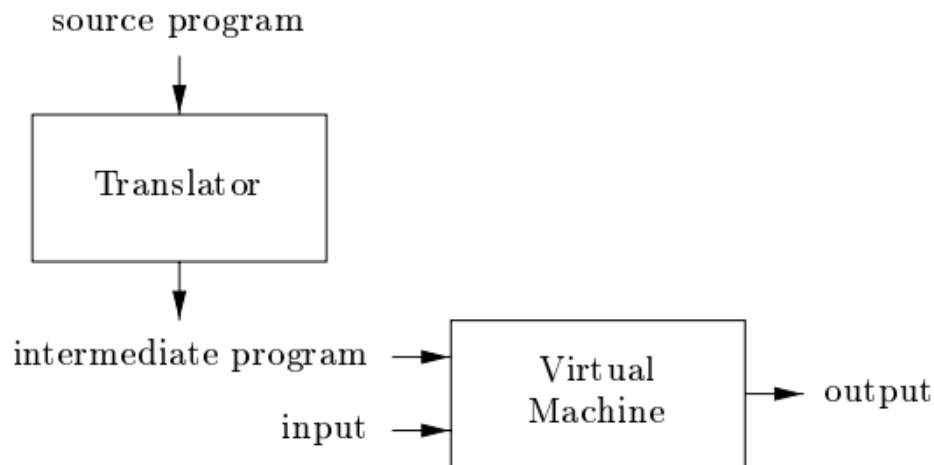 source program
Translator
intermediate program
input
Virtual
Machine
output